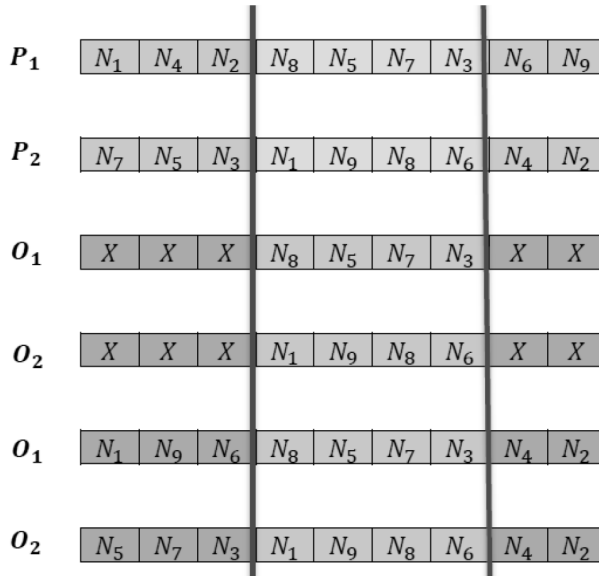 P₁ N₁ N₄ N₂ N₈ N₅ N₇ N₃ N₆ N₉
P₂ N₇ N₅ N₃ N₁ N₉ N₈ N₆ N₄ N₂
O₁ X X X N₈ N₅ N₇ N₃ X X
O₂ X X X N₁ N₉ N₈ N₆ X X
O₁ N₁ N₉ N₆ N₈ N₅ N₇ N₃ N₄ N₂
O₂ N₅ N₇ N₃ N₁ N₉ N₈ N₆ N₄ N₂